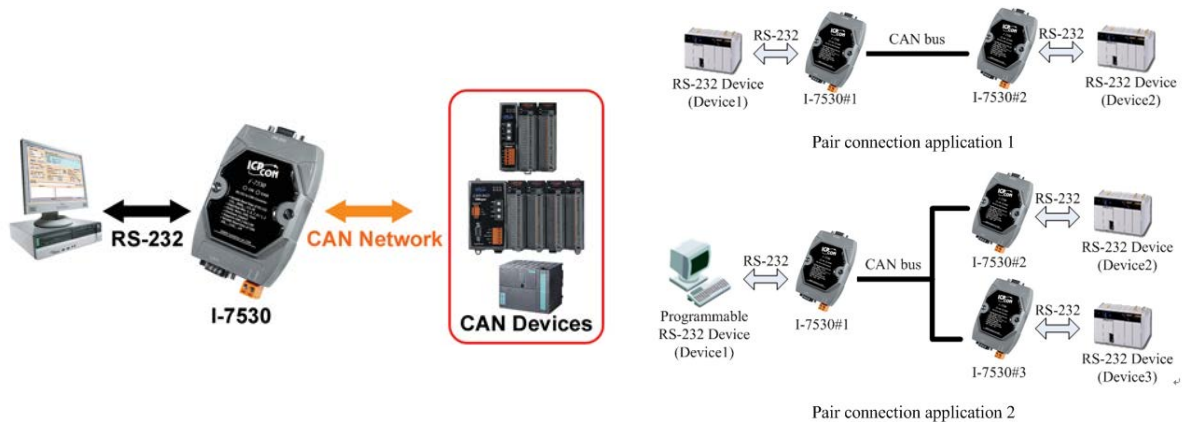 ICP
CON
I-7530
RS-232
CAN Network
I-7530
CAN Devices
RS-232
CAN bus
RS-232
RS-232 Device
(Device1)
I-7530#1
I-7530#2
RS-232 Device
(Device2)
Pair connection application 1
RS-232
CAN bus
RS-232
I-7530#2
RS-232 Device
(Device2)
Programmable
RS-232 Device
(Device1)
I-7530#1
RS-232
I-7530#3
RS-232 Device
(Device3)
Pair connection application 2